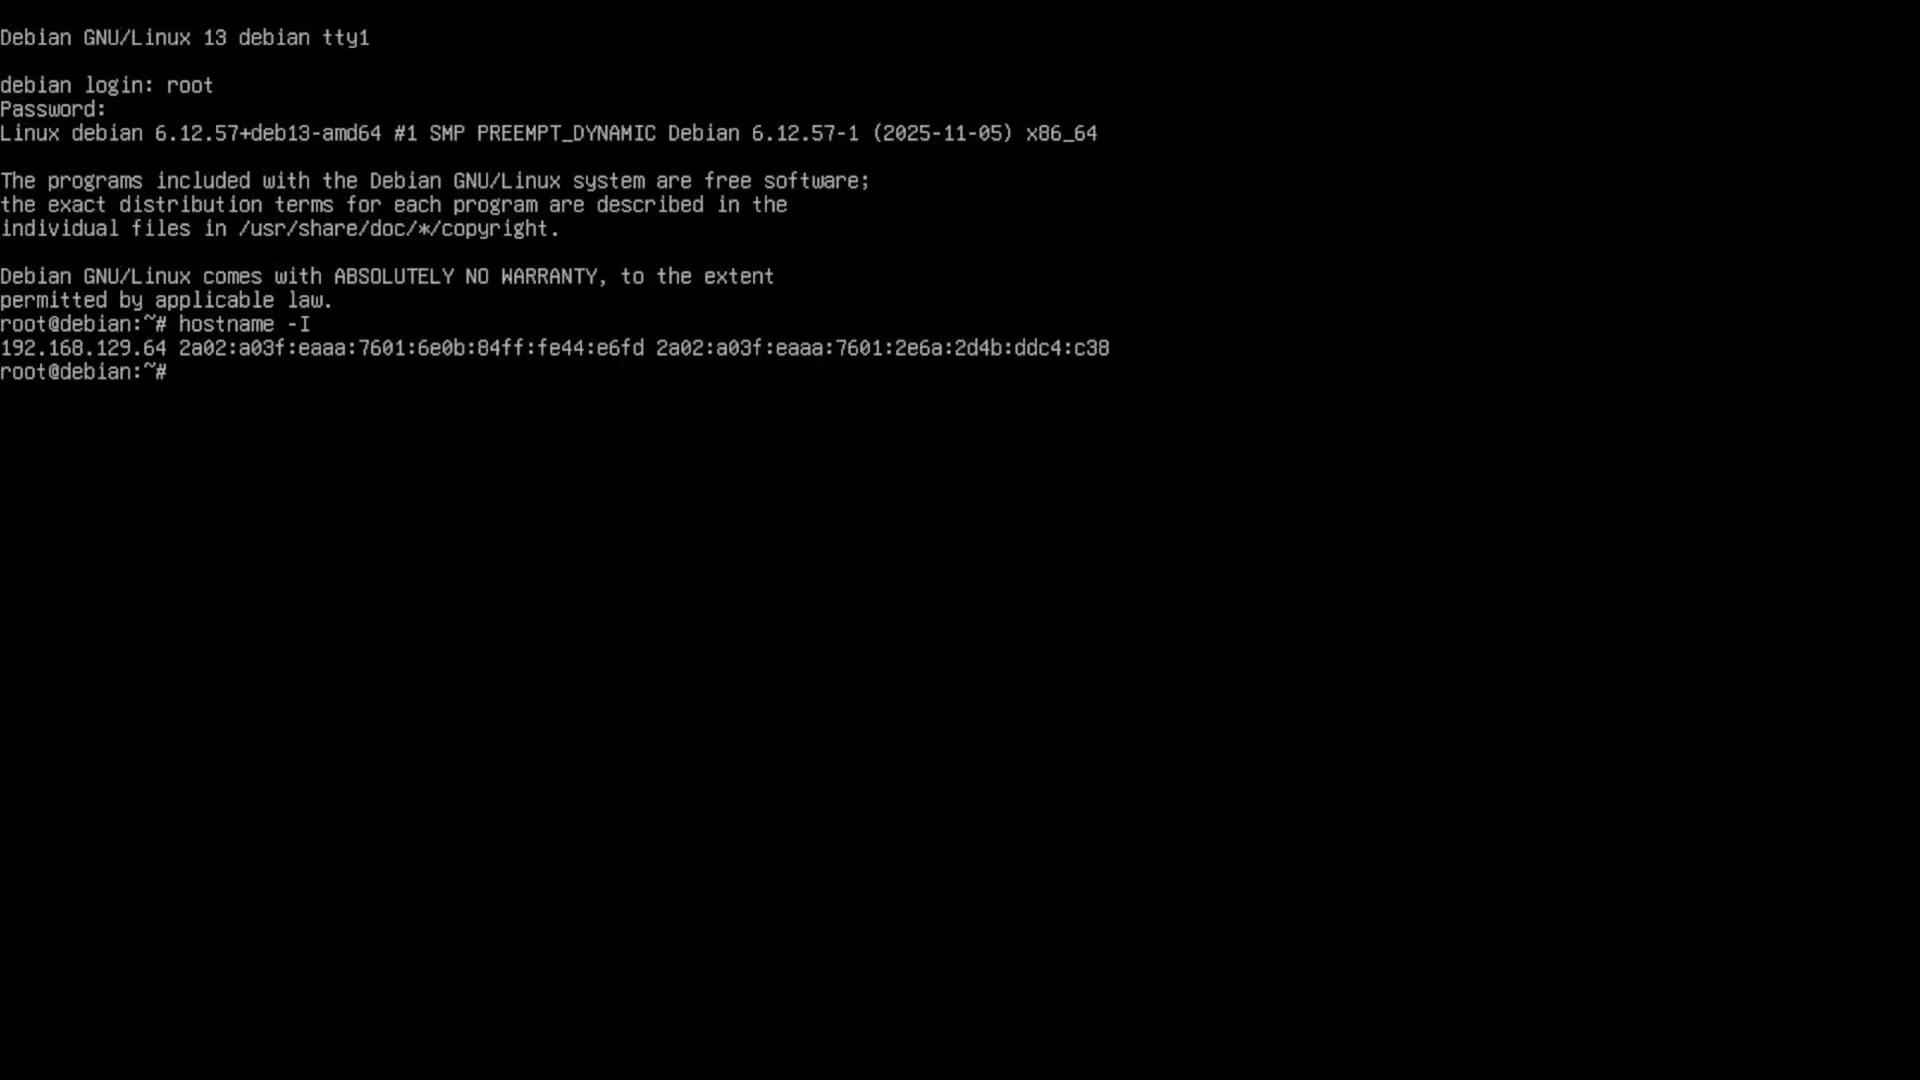 Debian GNU/Linux 13 debian tty1
debian login: root
Password:
Linux debian 6.12.57+deb13-amd64 #1 SMP PREEMPT_DYNAMIC Debian 6.12.57-1 (2025-11-05) x86_64
The programs included with the Debian GNU/Linux system are free software;
the exact distribution terms for each program are described in the
individual files in /usr/share/doc/*/copyright.
Debian GNU/Linux comes with ABSOLUTELY NO WARRANTY, to the extent
permitted by applicable law.
root@debian:~# hostname -I
192.168.129.64 2a02:a03f:eaaa:7601:6e0b:84ff:fe44:e6fd 2a02:a03f:eaaa:7601:2e6a:2d4b:ddc4:c38
root@debian:~#